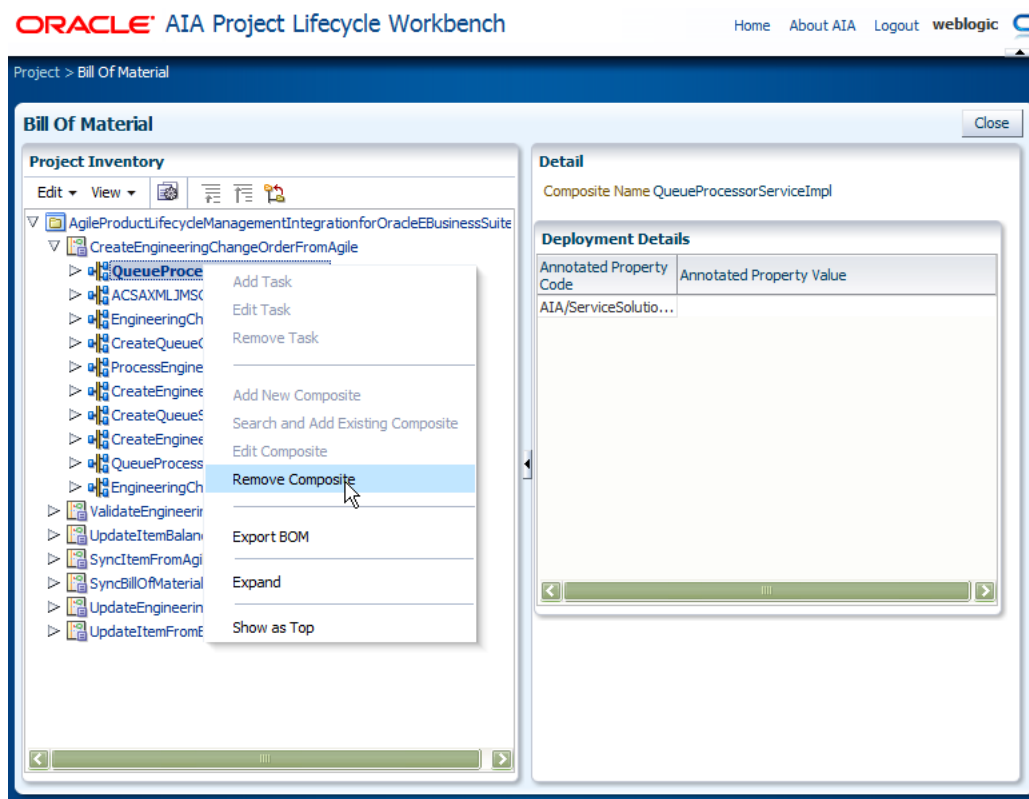 ORACLE AIA Project Lifecycle Workbench
Home About AIA Logout weblogic
Project > Bill Of Material
Bill Of Material
Close
Project Inventory
Edit View
AgileProductLifecycleManagementIntegrationforOracleEBusinessSuite
CreateEngineeringChangeOrderFromAgile
QueueProce
ACSAXMLJMSC
EngineeringCh
CreateQueue
ProcessEngine
CreateEnginee
CreateQueueS
CreateEnginee
QueueProcess
EngineeringCh
ValidateEngineerin
UpdateItemBalan
SyncItemFromAgi
SyncBillOfMaterial
UpdateEngineerin
UpdateItemFromE
Add Task
Edit Task
Remove Task
Add New Composite
Search and Add Existing Composite
Edit Composite
Remove Composite
Export BOM
Expand
Show as Top
Detail
Composite Name QueueProcessorServiceImpl
Deployment Details
Annotated Property Code
Annotated Property Value
AIA/ServiceSolutio...